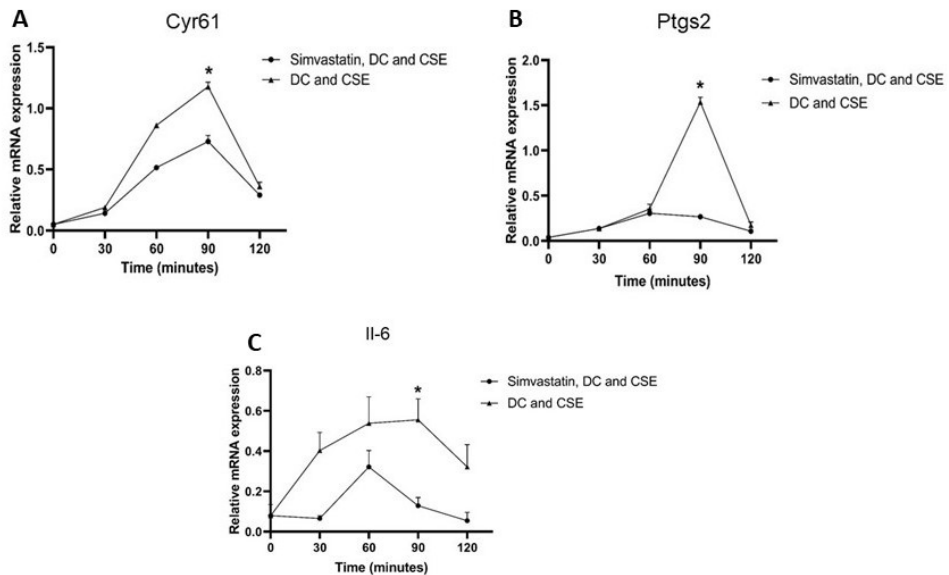 A
Cyr61
Relative mRNA expression
1.5
1.0
0.5
0.0
*
0 30 60 90 120
Time (minutes)
Simvastatin, DC and CSE
DC and CSE
B
Ptgs2
Relative mRNA expression
2.0
1.5
1.0
0.5
0.0
*
0 30 60 90 120
Time (minutes)
Simvastatin, DC and CSE
DC and CSE
C
Il-6
Relative mRNA expression
0.8
0.6
0.4
0.2
0.0
*
0 30 60 90 120
Time (minutes)
Simvastatin, DC and CSE
DC and CSE